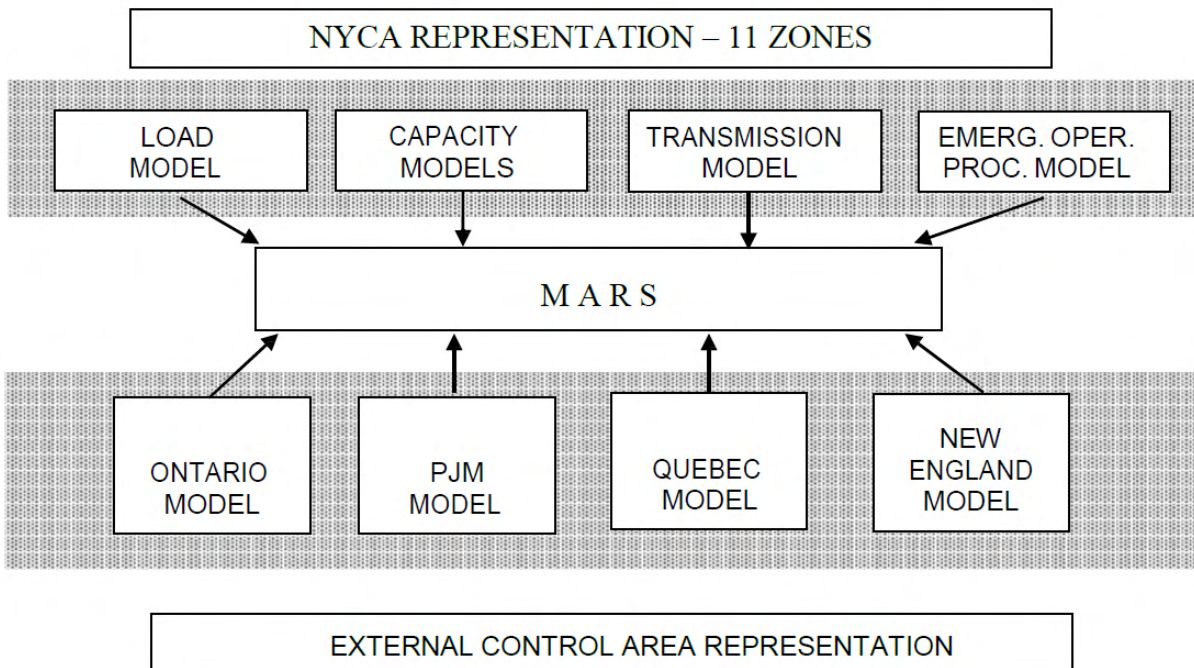 NYCA REPRESENTATION – 11 ZONES
LOAD
MODEL
CAPACITY
MODELS
TRANSMISSION
MODEL
EMERG. OPER.
PROC. MODEL
M A R S
ONTARIO
MODEL
PJM
MODEL
QUEBEC
MODEL
NEW
ENGLAND
MODEL
EXTERNAL CONTROL AREA REPRESENTATION